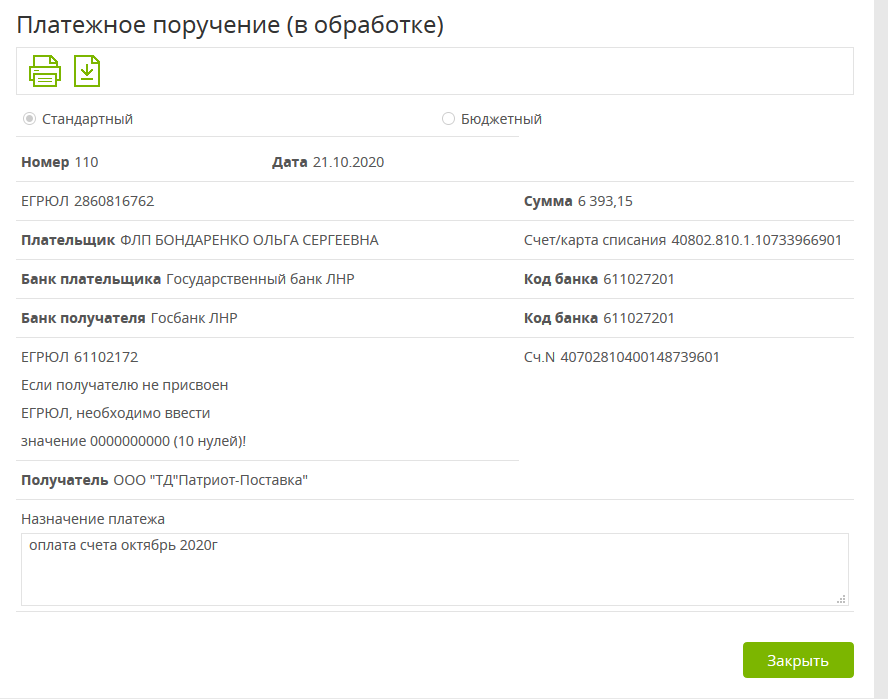 Платежное поручение (в обработке)
Стандартный Бюджетный
Номер 110 Дата 21.10.2020
ЕГРЮЛ 2860816762 Сумма 6 393,15
Плательщик ФЛП БОНДАРЕНКО ОЛЬГА СЕРГЕЕВНА Счет/карта списания 40802.810.1.10733966901
Банк плательщика Государственный банк ЛНР Код банка 611027201
Банк получателя Госбанк ЛНР Код банка 611027201
ЕГРЮЛ 61102172 Сч.N 40702810400148739601
Если получателю не присвоен
ЕГРЮЛ, необходимо ввести
значение 0000000000 (10 нулей)!
Получатель ООО "ТД"Патриот-Поставка"
Назначение платежа
оплата счета октябрь 2020г
Закрыть